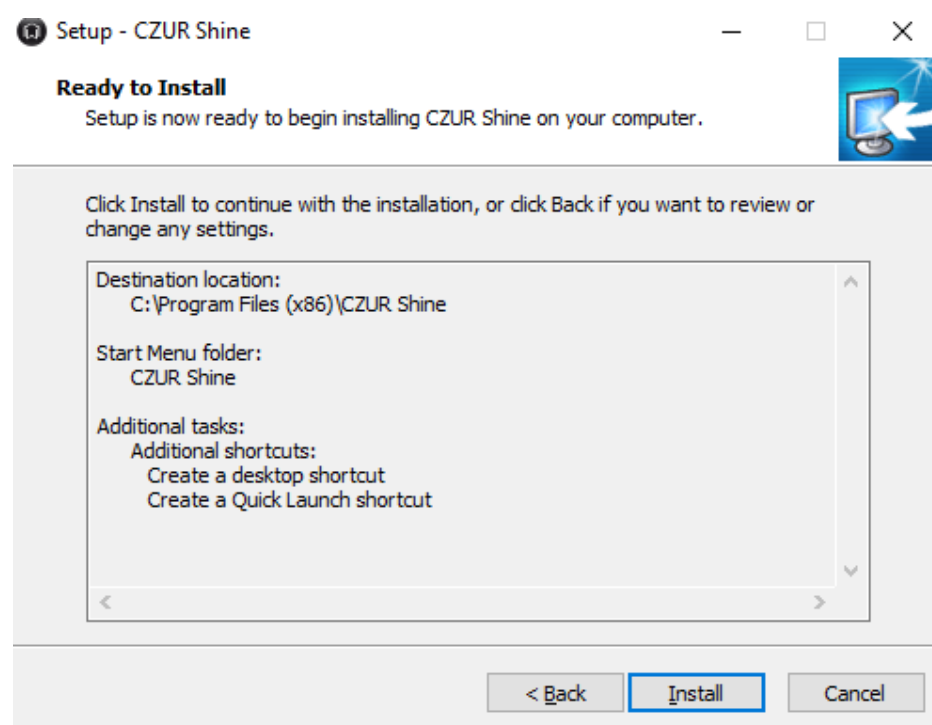 Setup - CZUR Shine
Ready to Install
Setup is now ready to begin installing CZUR Shine on your computer.
Click Install to continue with the installation, or click Back if you want to review or
change any settings.
Destination location:
C:\Program Files (x86)\CZUR Shine
Start Menu folder:
CZUR Shine
Additional tasks:
Additional shortcuts:
Create a desktop shortcut
Create a Quick Launch shortcut
< Back Install Cancel